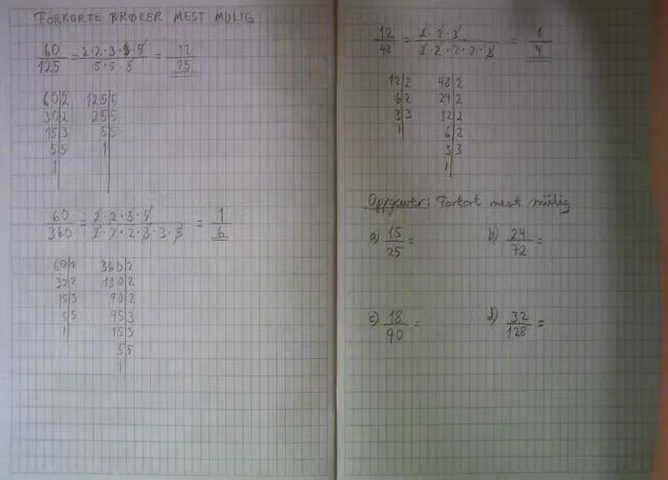 FORKORTE BRØKER MEST MULIG
60/125 = 2·2·3·5·5/5·5·5 = 12/25
60|2 125|5
30|2 25|5
15|3 5|5
5|5 1
1
60/360 = 2·2·3·5/2·2·2·3·3·5 = 1/6
60|2 360|2
30|2 180|2
15|3 90|2
5|5 45|3
1 15|3
5|5
1
12/48 = 2·2·3/2·2·2·2·3 = 1/4
12|2 48|2
6|2 24|2
3|3 12|2
1 6|2
3|3
1
Oppgaver: Forkort mest mulig
a) 15/25 = b) 24/72 =
c) 18/90 = d) 32/128 =